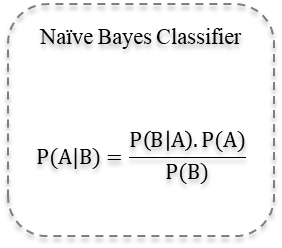 Naïve Bayes Classifier
P(A|B) = P(B|A). P(A) / P(B)